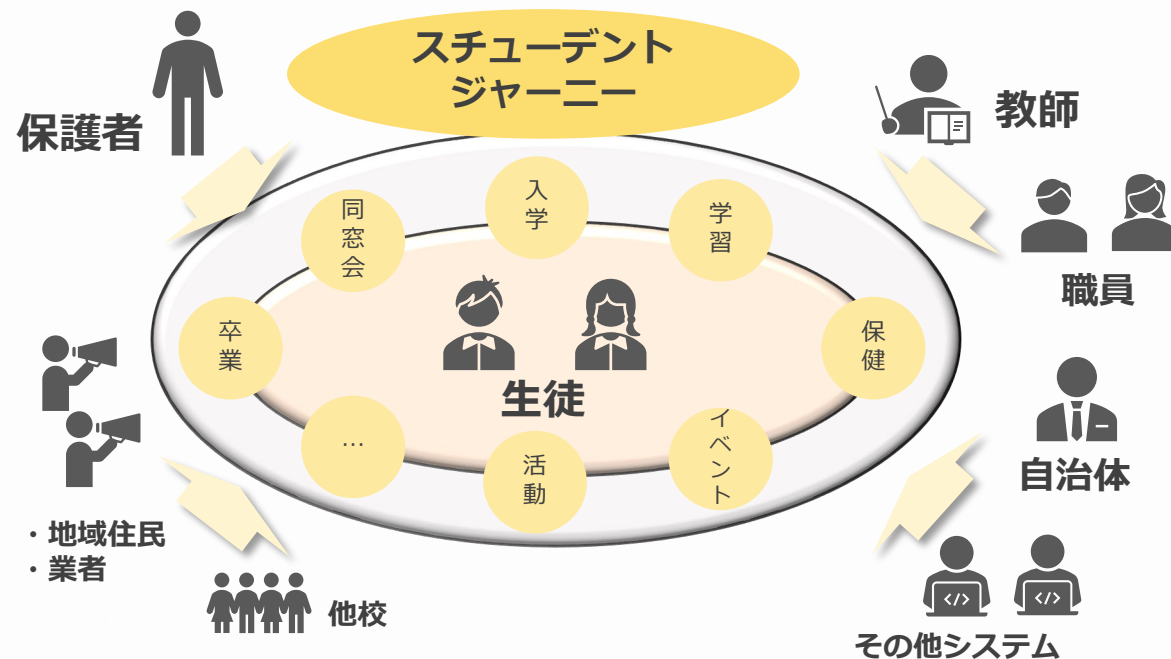 スチューデント
ジャーニー
保護者
教師
職員
自治体
その他システム
他校
・地域住民
・業者
入学
学習
保健
イベント
活動
…
卒業
同窓会
生徒